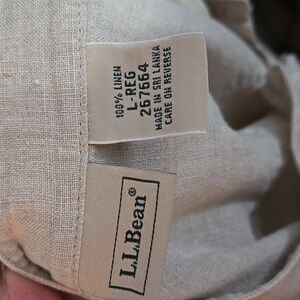 100% LINEN
L-REG
267664
MADE IN SRI LANKA
CARE ON REVERSE
L.L.Bean®